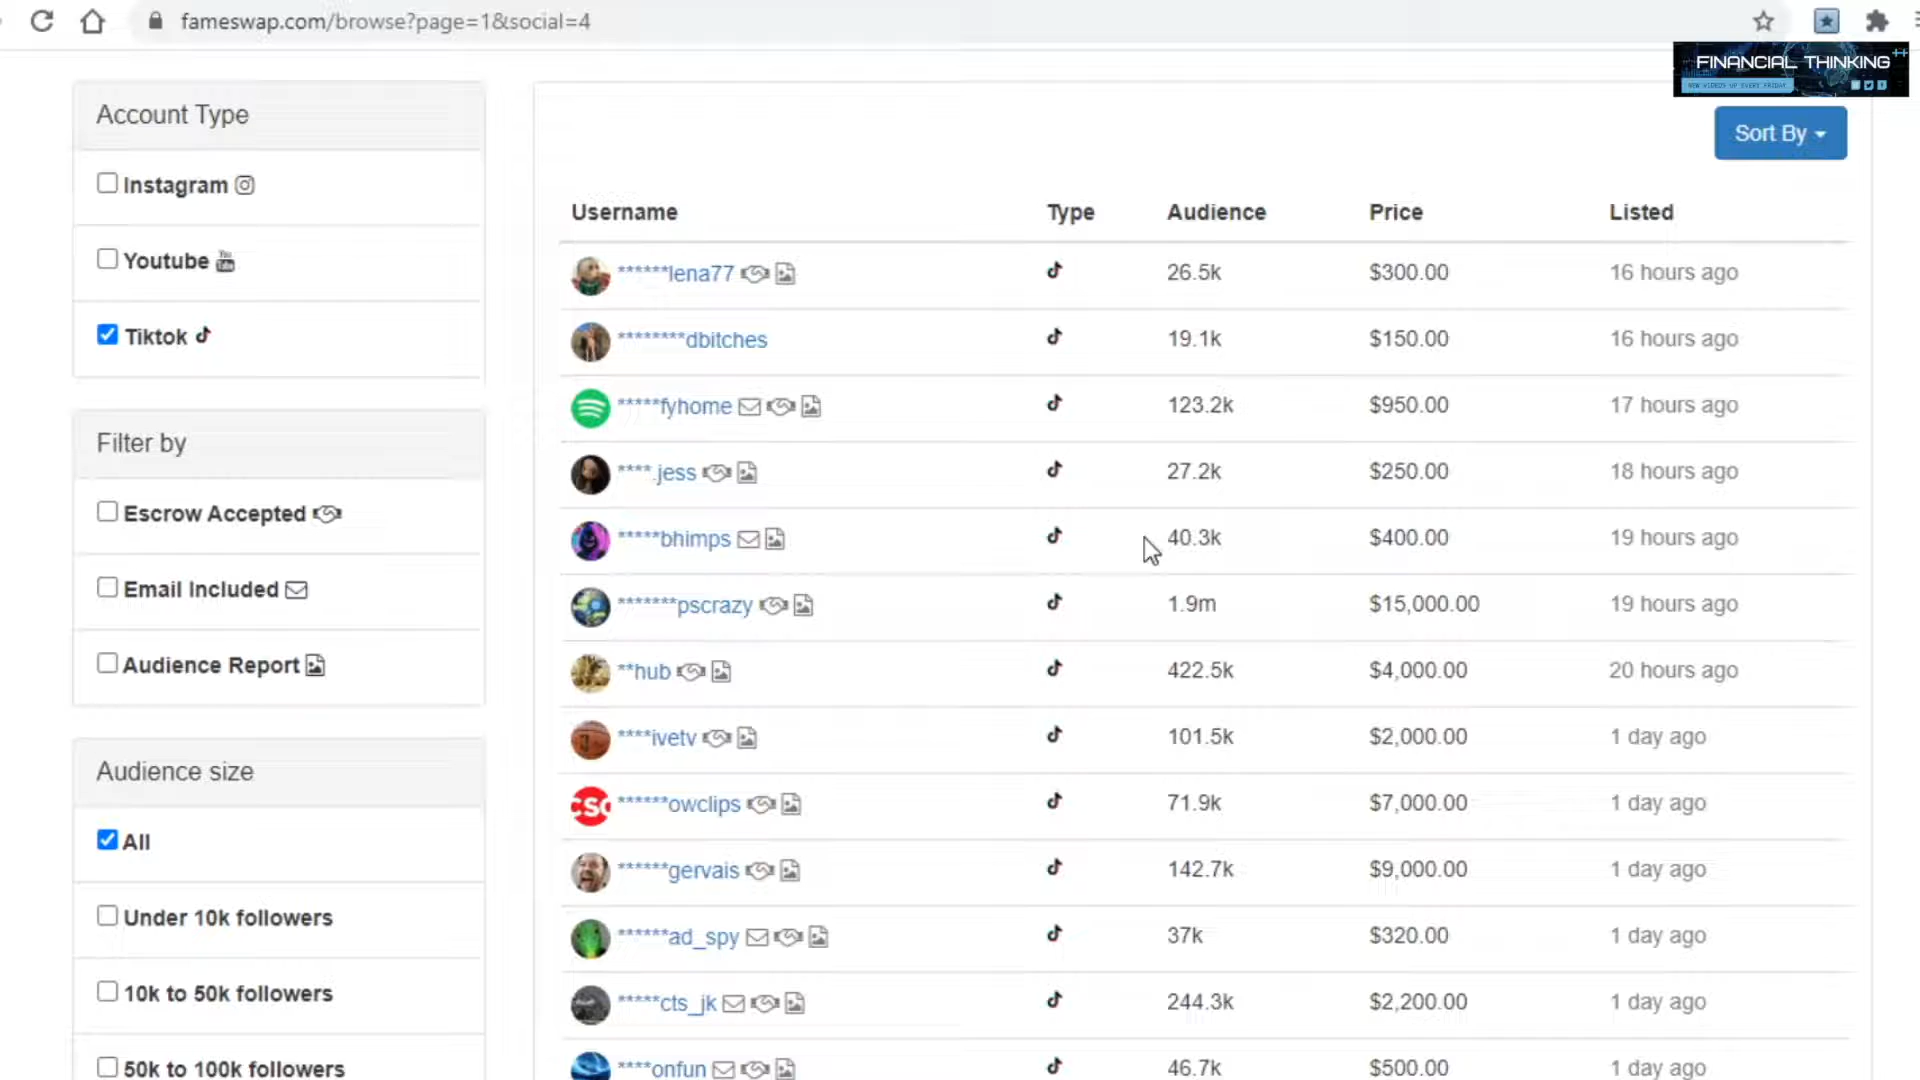 fameswap.com/browse?page=1&social=4
FINANCIAL THINKING
NEW VIDEOS UP EVERY FRIDAY
Sort By
Account Type
Instagram
Youtube
Tiktok
Filter by
Escrow Accepted
Email Included
Audience Report
Audience size
All
Under 10k followers
10k to 50k followers
50k to 100k followers
Username Type Audience Price Listed
******lena77 26.5k $300.00 16 hours ago
********dbitches 19.1k $150.00 16 hours ago
*****fyhome 123.2k $950.00 17 hours ago
****.jess 27.2k $250.00 18 hours ago
*****bhimps 40.3k $400.00 19 hours ago
*******pscrazy 1.9m $15,000.00 19 hours ago
**hub 422.5k $4,000.00 20 hours ago
****ivetv 101.5k $2,000.00 1 day ago
CSC ******owclips 71.9k $7,000.00 1 day ago
******gervais 142.7k $9,000.00 1 day ago
******ad_spy 37k $320.00 1 day ago
*****cts_jk 244.3k $2,200.00 1 day ago
****onfun 46.7k $500.00 1 day ago